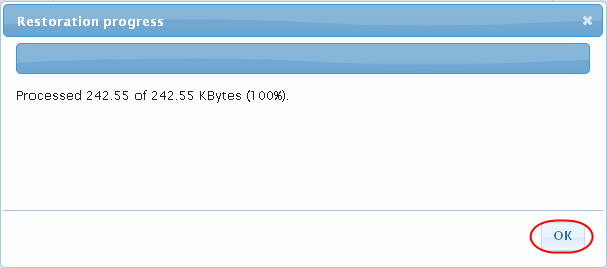 Restoration progress
Processed 242.55 of 242.55 KBytes (100%).
OK